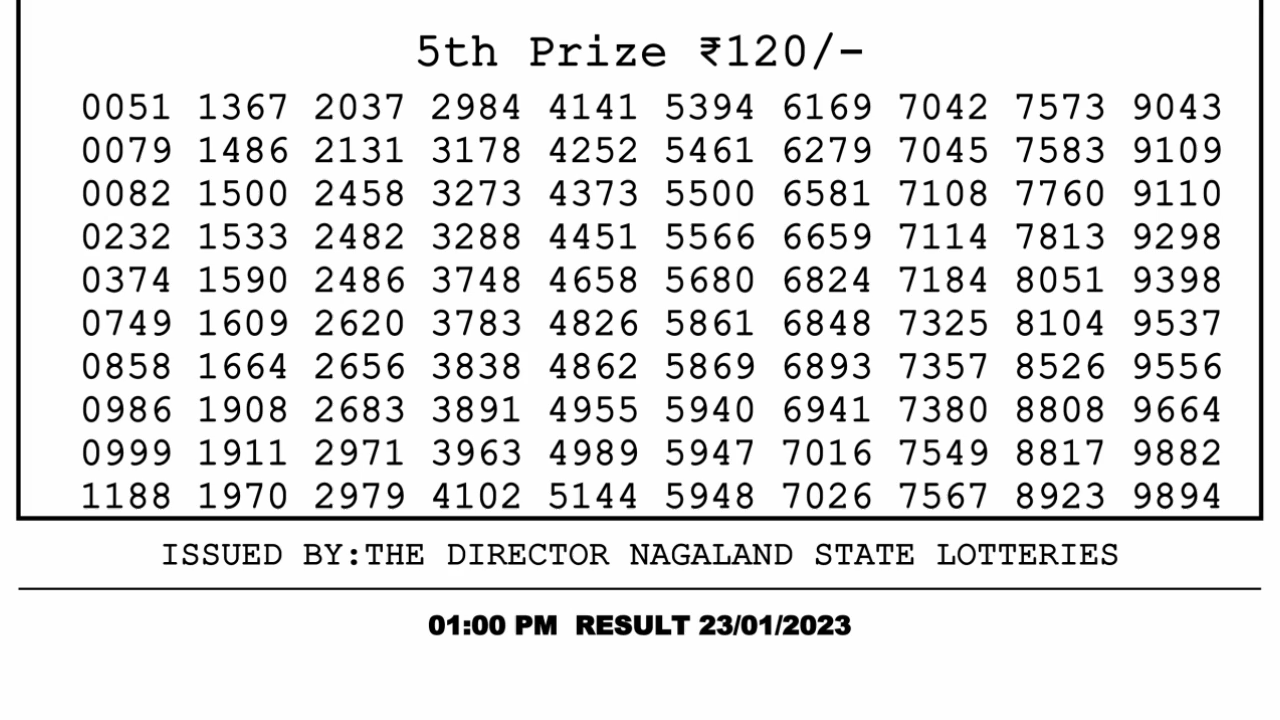 5th Prize ₹120/-
0051 1367 2037 2984 4141 5394 6169 7042 7573 9043
0079 1486 2131 3178 4252 5461 6279 7045 7583 9109
0082 1500 2458 3273 4373 5500 6581 7108 7760 9110
0232 1533 2482 3288 4451 5566 6659 7114 7813 9298
0374 1590 2486 3748 4658 5680 6824 7184 8051 9398
0749 1609 2620 3783 4826 5861 6848 7325 8104 9537
0858 1664 2656 3838 4862 5869 6893 7357 8526 9556
0986 1908 2683 3891 4955 5940 6941 7380 8808 9664
0999 1911 2971 3963 4989 5947 7016 7549 8817 9882
1188 1970 2979 4102 5144 5948 7026 7567 8923 9894
ISSUED BY:THE DIRECTOR NAGALAND STATE LOTTERIES
01:00 PM RESULT 23/01/2023